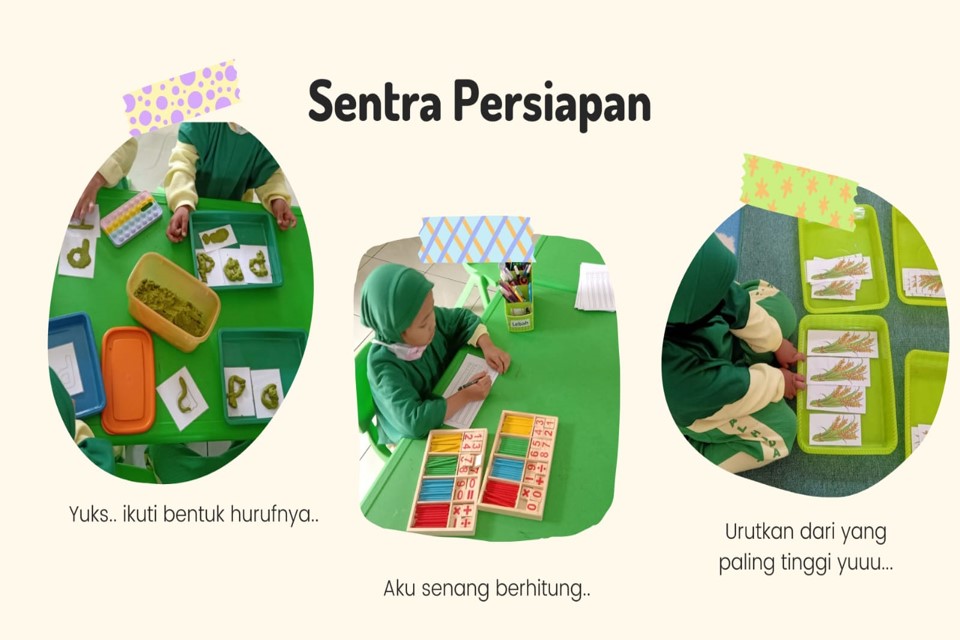 Sentra Persiapan
Yuks.. ikuti bentuk hurufnya..
Aku senang berhitung..
Urutkan dari yang
paling tinggi yuuu...